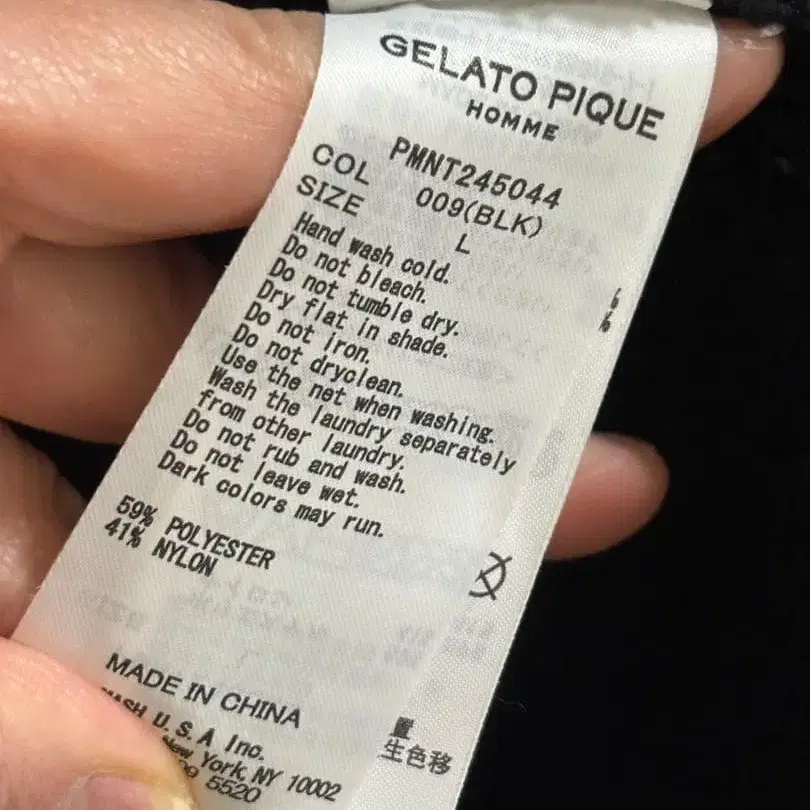 GELATO PIQUE
HOMME
PMNT245044
COL 009(BLK)
SIZE L
Hand wash cold.
Do not bleach.
Do not tumble dry.
Dry flat in shade.
Do not iron.
Do not dryclean.
Use the net when washing.
Wash the laundry separately
from other laundry.
Do not rub and wash.
Do not leave wet.
Dark colors may run.
59% POLYESTER
41% NYLON
MADE IN CHINA
U.S.A Inc.
New York, NY 10002
5520
%
%
置
生色移